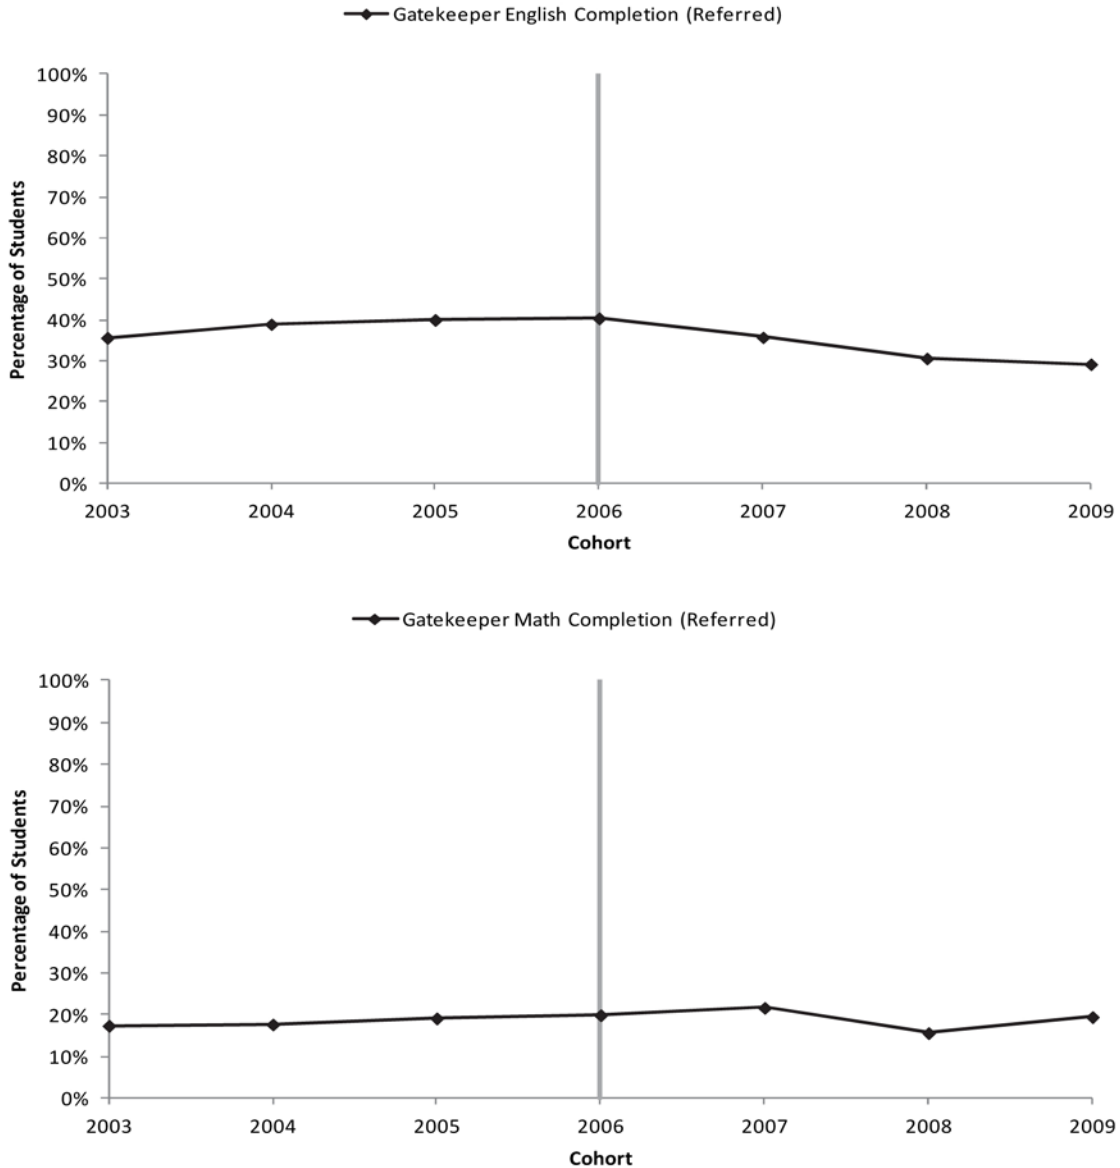 Gatekeeper English Completion (Referred)
100%
90%
80%
70%
60%
50%
40%
30%
20%
10%
0%
Percentage of Students
2003 2004 2005 2006 2007 2008 2009
Cohort
Gatekeeper Math Completion (Referred)
100%
90%
80%
70%
60%
50%
40%
30%
20%
10%
0%
Percentage of Students
2003 2004 2005 2006 2007 2008 2009
Cohort